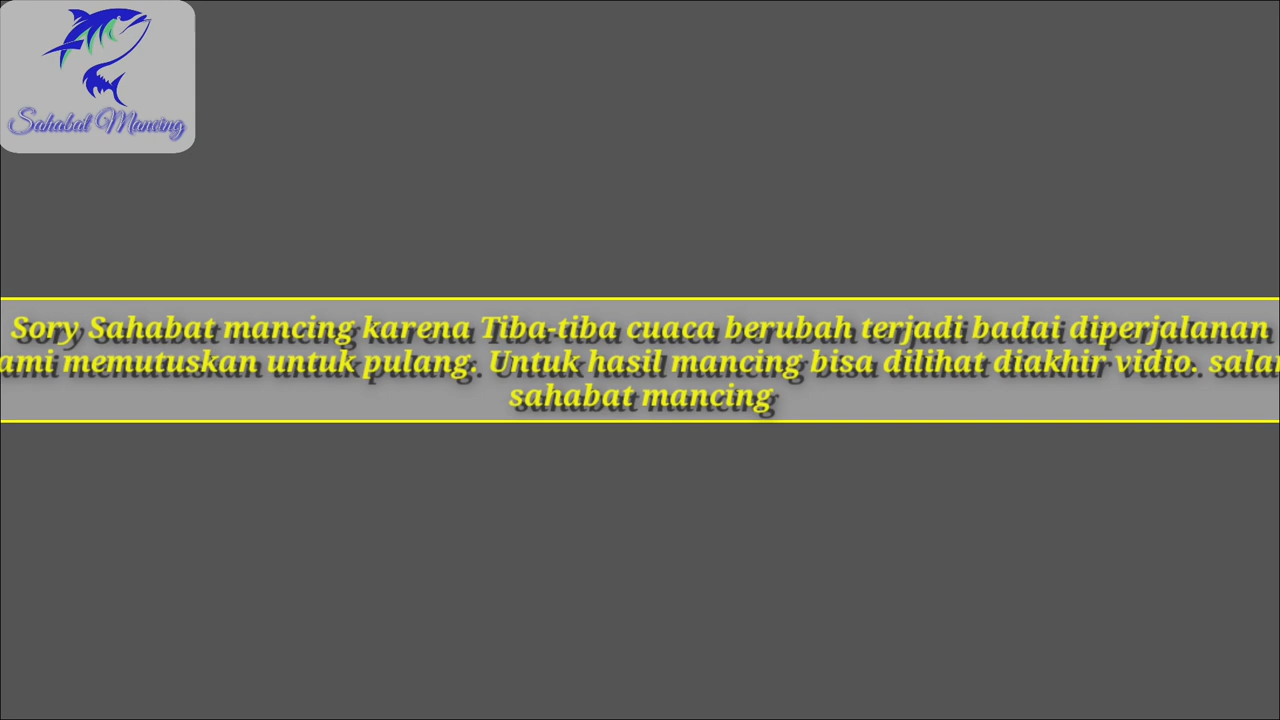 Sahabat Mancing
Sory Sahabat mancing karena Tiba-tiba cuaca berubah terjadi badai diperjalanan
ami memutuskan untuk pulang. Untuk hasil mancing bisa dilihat diakhir vidio.
sahabat mancing